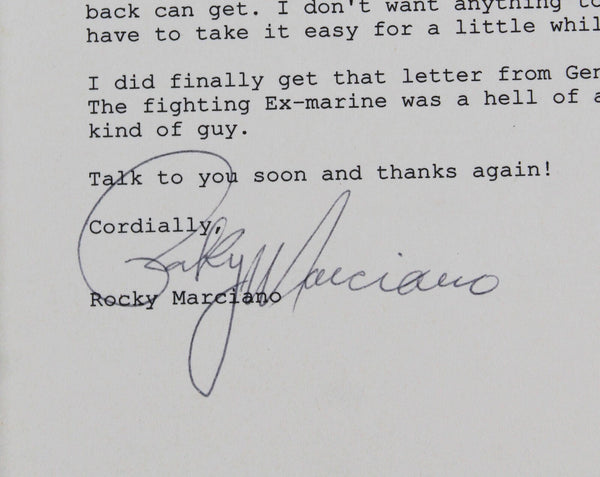 back can get. I don't want anything to
have to take it easy for a little whil
I did finally get that letter from Ge
The fighting Ex-marine was a hell of a
kind of guy.
Talk to you soon and thanks again!
Cordially,
Rocky Marciano
Rocky Marciano